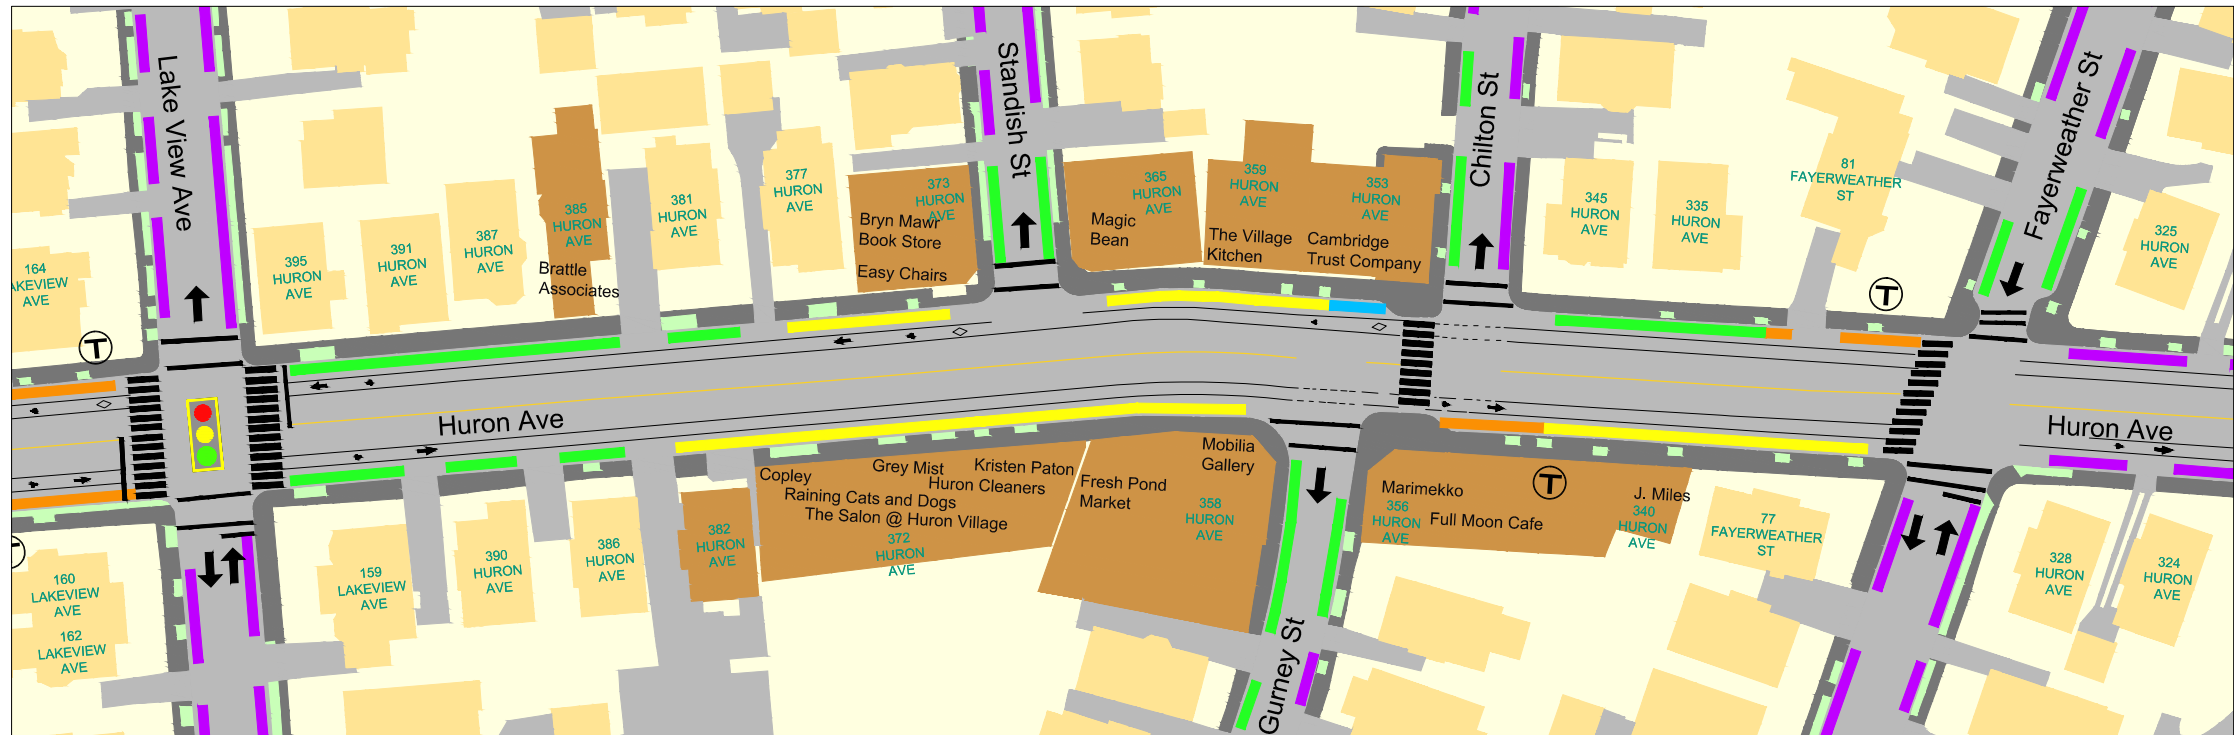 Lake View Ave
Standish St
Chilton St
Fayerweather St
164
AKEVIEW
AVE
395
HURON
AVE
391
HURON
AVE
387
HURON
AVE
385
HURON
AVE
Brattle
Associates
381
HURON
AVE
377
HURON
AVE
373
HURON
AVE
Bryn Mawr
Book Store
Easy Chairs
365
HURON
AVE
Magic
Bean
359
HURON
AVE
The Village
Kitchen
353
HURON
AVE
Cambridge
Trust Company
345
HURON
AVE
335
HURON
AVE
81
FAYERWEATHER
ST
325
HURON
AVE
T
T
Huron Ave
Huron Ave
160
LAKEVIEW
AVE
162
LAKEVIEW
AVE
159
LAKEVIEW
AVE
390
HURON
AVE
386
HURON
AVE
382
HURON
AVE
Copley
Grey Mist
Kristen Paton
Huron Cleaners
Raining Cats and Dogs
The Salon @ Huron Village
372
HURON
AVE
Fresh Pond
Market
Mobilia
Gallery
358
HURON
AVE
Gurney St
Marimekko
356
HURON
AVE
Full Moon Cafe
T
J. Miles
340
HURON
AVE
77
FAYERWEATHER
ST
328
HURON
AVE
324
HURON
AVE